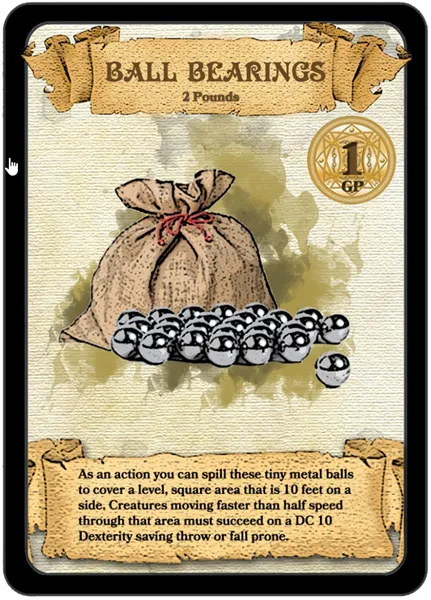 BALL BEARINGS
2 Pounds
1
GP
As an action you can spill these tiny metal balls
to cover a level, square area that is 10 feet on a
side. Creatures moving faster than half speed
through that area must succeed on a DC 10
Dexterity saving throw or fall prone.